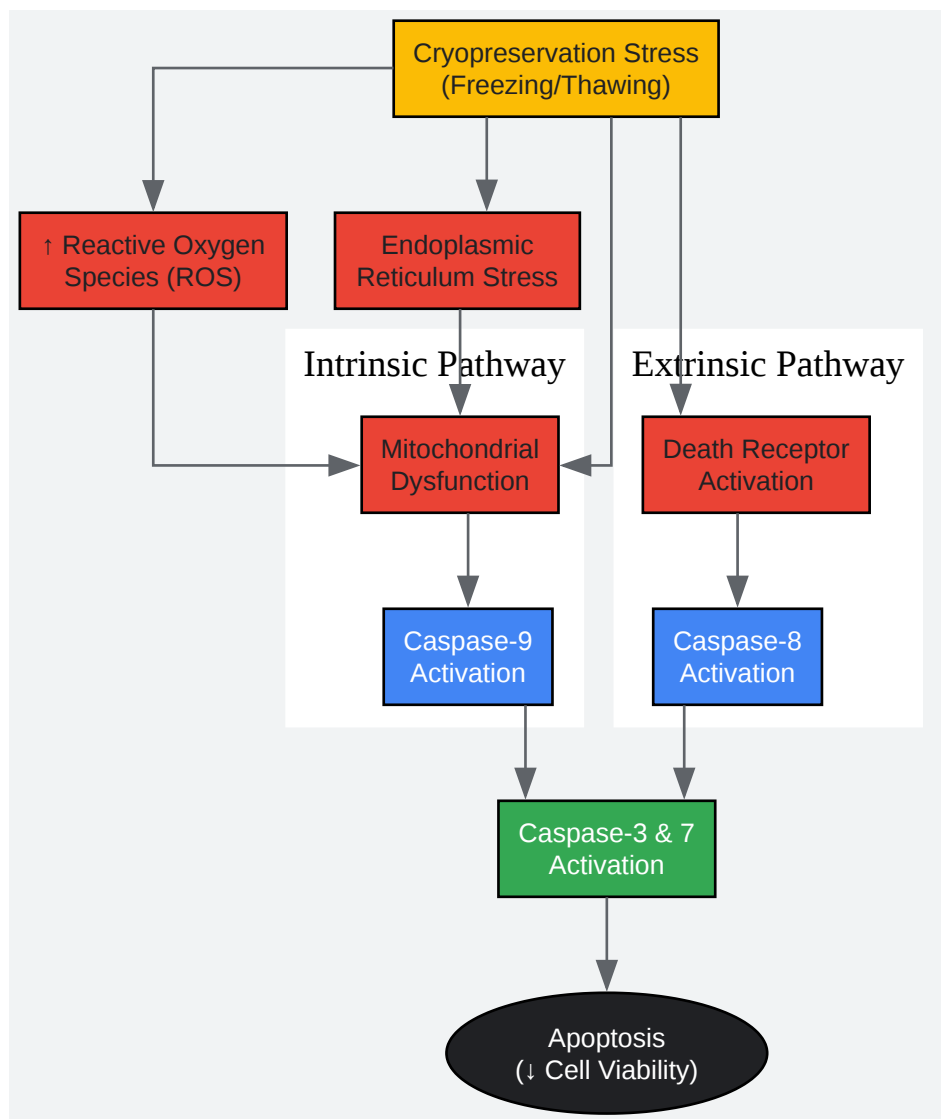 Cryopreservation Stress
(Freezing/Thawing)
↑ Reactive Oxygen
Species (ROS)
Endoplasmic
Reticulum Stress
Intrinsic Pathway
Extrinsic Pathway
Mitochondrial
Dysfunction
Death Receptor
Activation
Caspase-9
Activation
Caspase-8
Activation
Caspase-3 & 7
Activation
Apoptosis
(↓ Cell Viability)